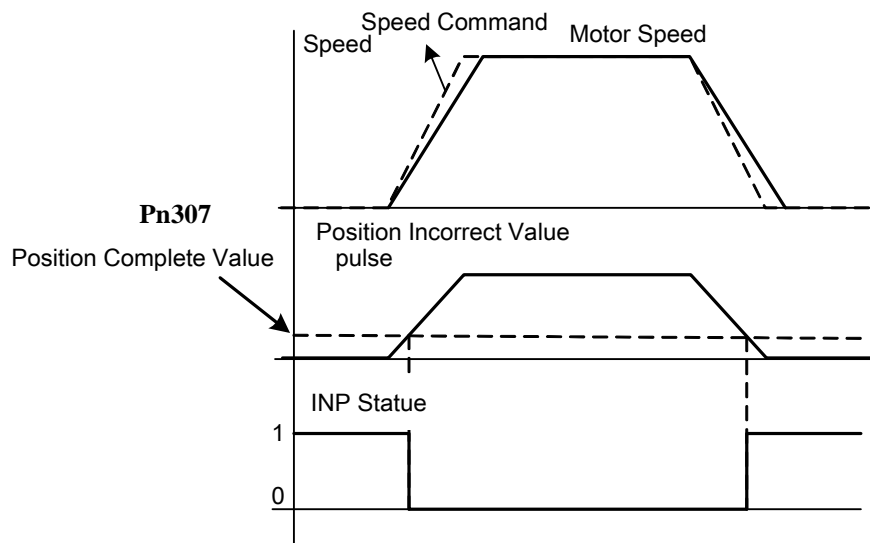 Speed Command
Speed
Motor Speed
Pn307
Position Incorrect Value
pulse
Position Complete Value
INP Statue
1
0